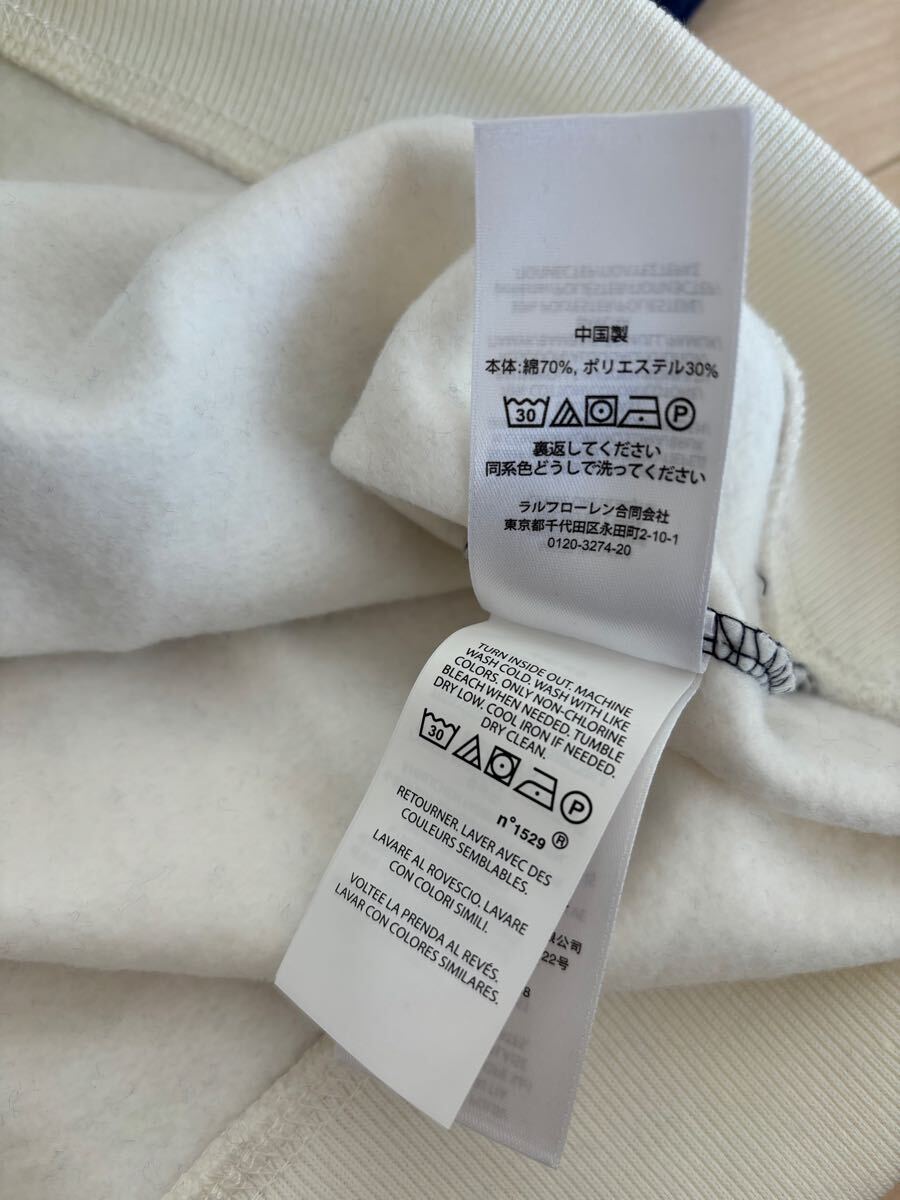 中国製
本体:綿70%, ポリエステル30%
30
P
裏返してください
同系色どうしで洗ってください
ラルフローレン合同会社
東京都千代田区永田町2-10-1
0120-3274-20
TURN INSIDE OUT. MACHINE
WASH COLD. WASH WITH LIKE
COLORS. ONLY NON-CHLORINE
BLEACH WHEN NEEDED. TUMBLE
DRY LOW. COOL IRON IF NEEDED.
DRY CLEAN.
30
P
n°1529 ®
RETOURNER. LAVER AVEC DES
COULEURS SEMBLABLES.
LAVARE AL ROVESCIO. LAVARE
CON COLORI SIMILI.
VOLTEE LA PRENDA AL REVÉS.
LAVAR CON COLORES SIMILARES.
公司
22号
8